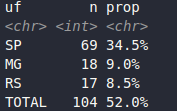 uf n prop
<chr> <int> <chr>
SP 69 34.5%
MG 18 9.0%
RS 17 8.5%
TOTAL 104 52.0%